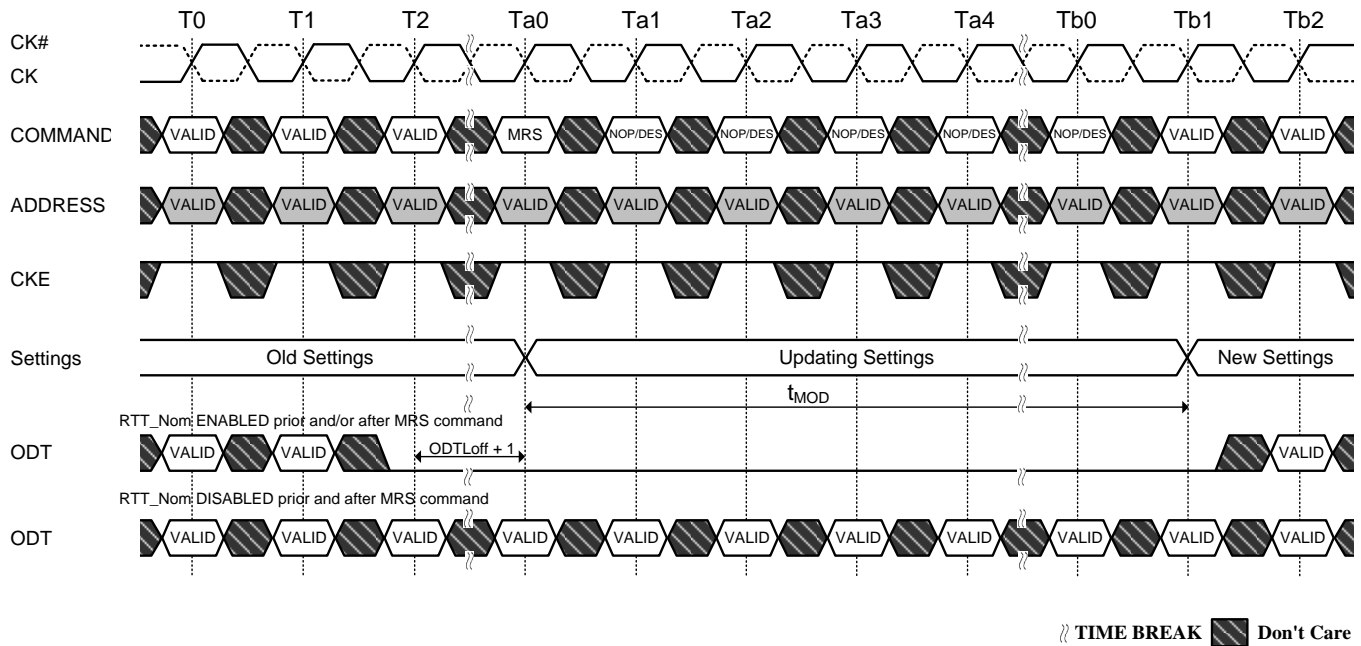 T0 T1 T2 Ta0 Ta1 Ta2 Ta3 Ta4 Tb0 Tb1 Tb2
CK#
CK
COMMAND VALID VALID VALID MRS NOP/DES NOP/DES NOP/DES NOP/DES NOP/DES VALID VALID
ADDRESS VALID VALID VALID VALID VALID VALID VALID VALID VALID VALID VALID
CKE
Settings Old Settings Updating Settings New Settings
tMOD
RTT_Nom ENABLED prior and/or after MRS command
ODT VALID VALID ODTLoff + 1 VALID
RTT_Nom DISABLED prior and after MRS command
ODT VALID VALID VALID VALID VALID VALID VALID VALID VALID VALID VALID
TIME BREAK Don't Care